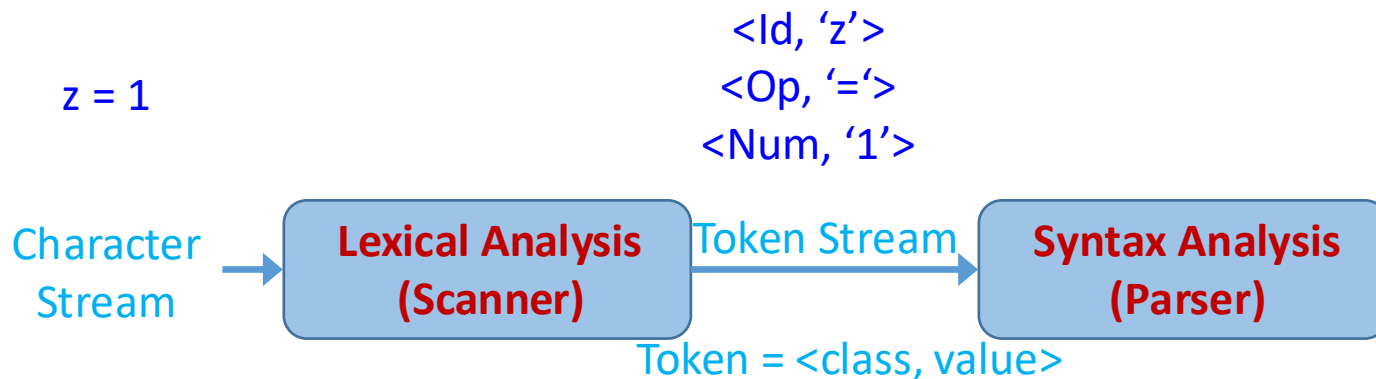 <Id, ‘z’>
z = 1
<Op, ‘=‘>
<Num, ‘1’>
Character
Stream
Lexical Analysis
(Scanner)
Token Stream
Syntax Analysis
(Parser)
Token = <class, value>